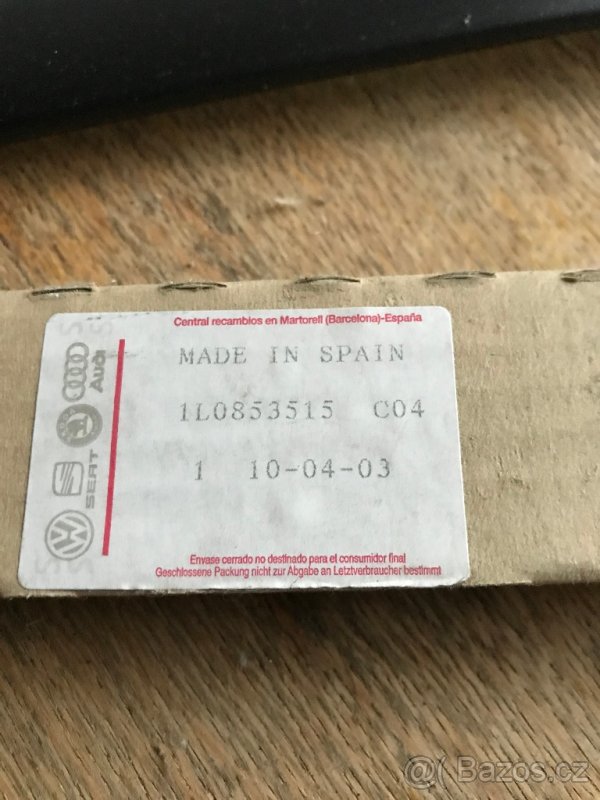 Central recambios en Martorell (Barcelona)-España
MADE IN SPAIN
1L0853515 C04
1 10-04-03
Envase cerrado no destinado para el consumidor final
Geschlossene Packung nicht zur Abgabe an Letztverbraucher bestimmt
Audi
SEAT
Bazoš.cz